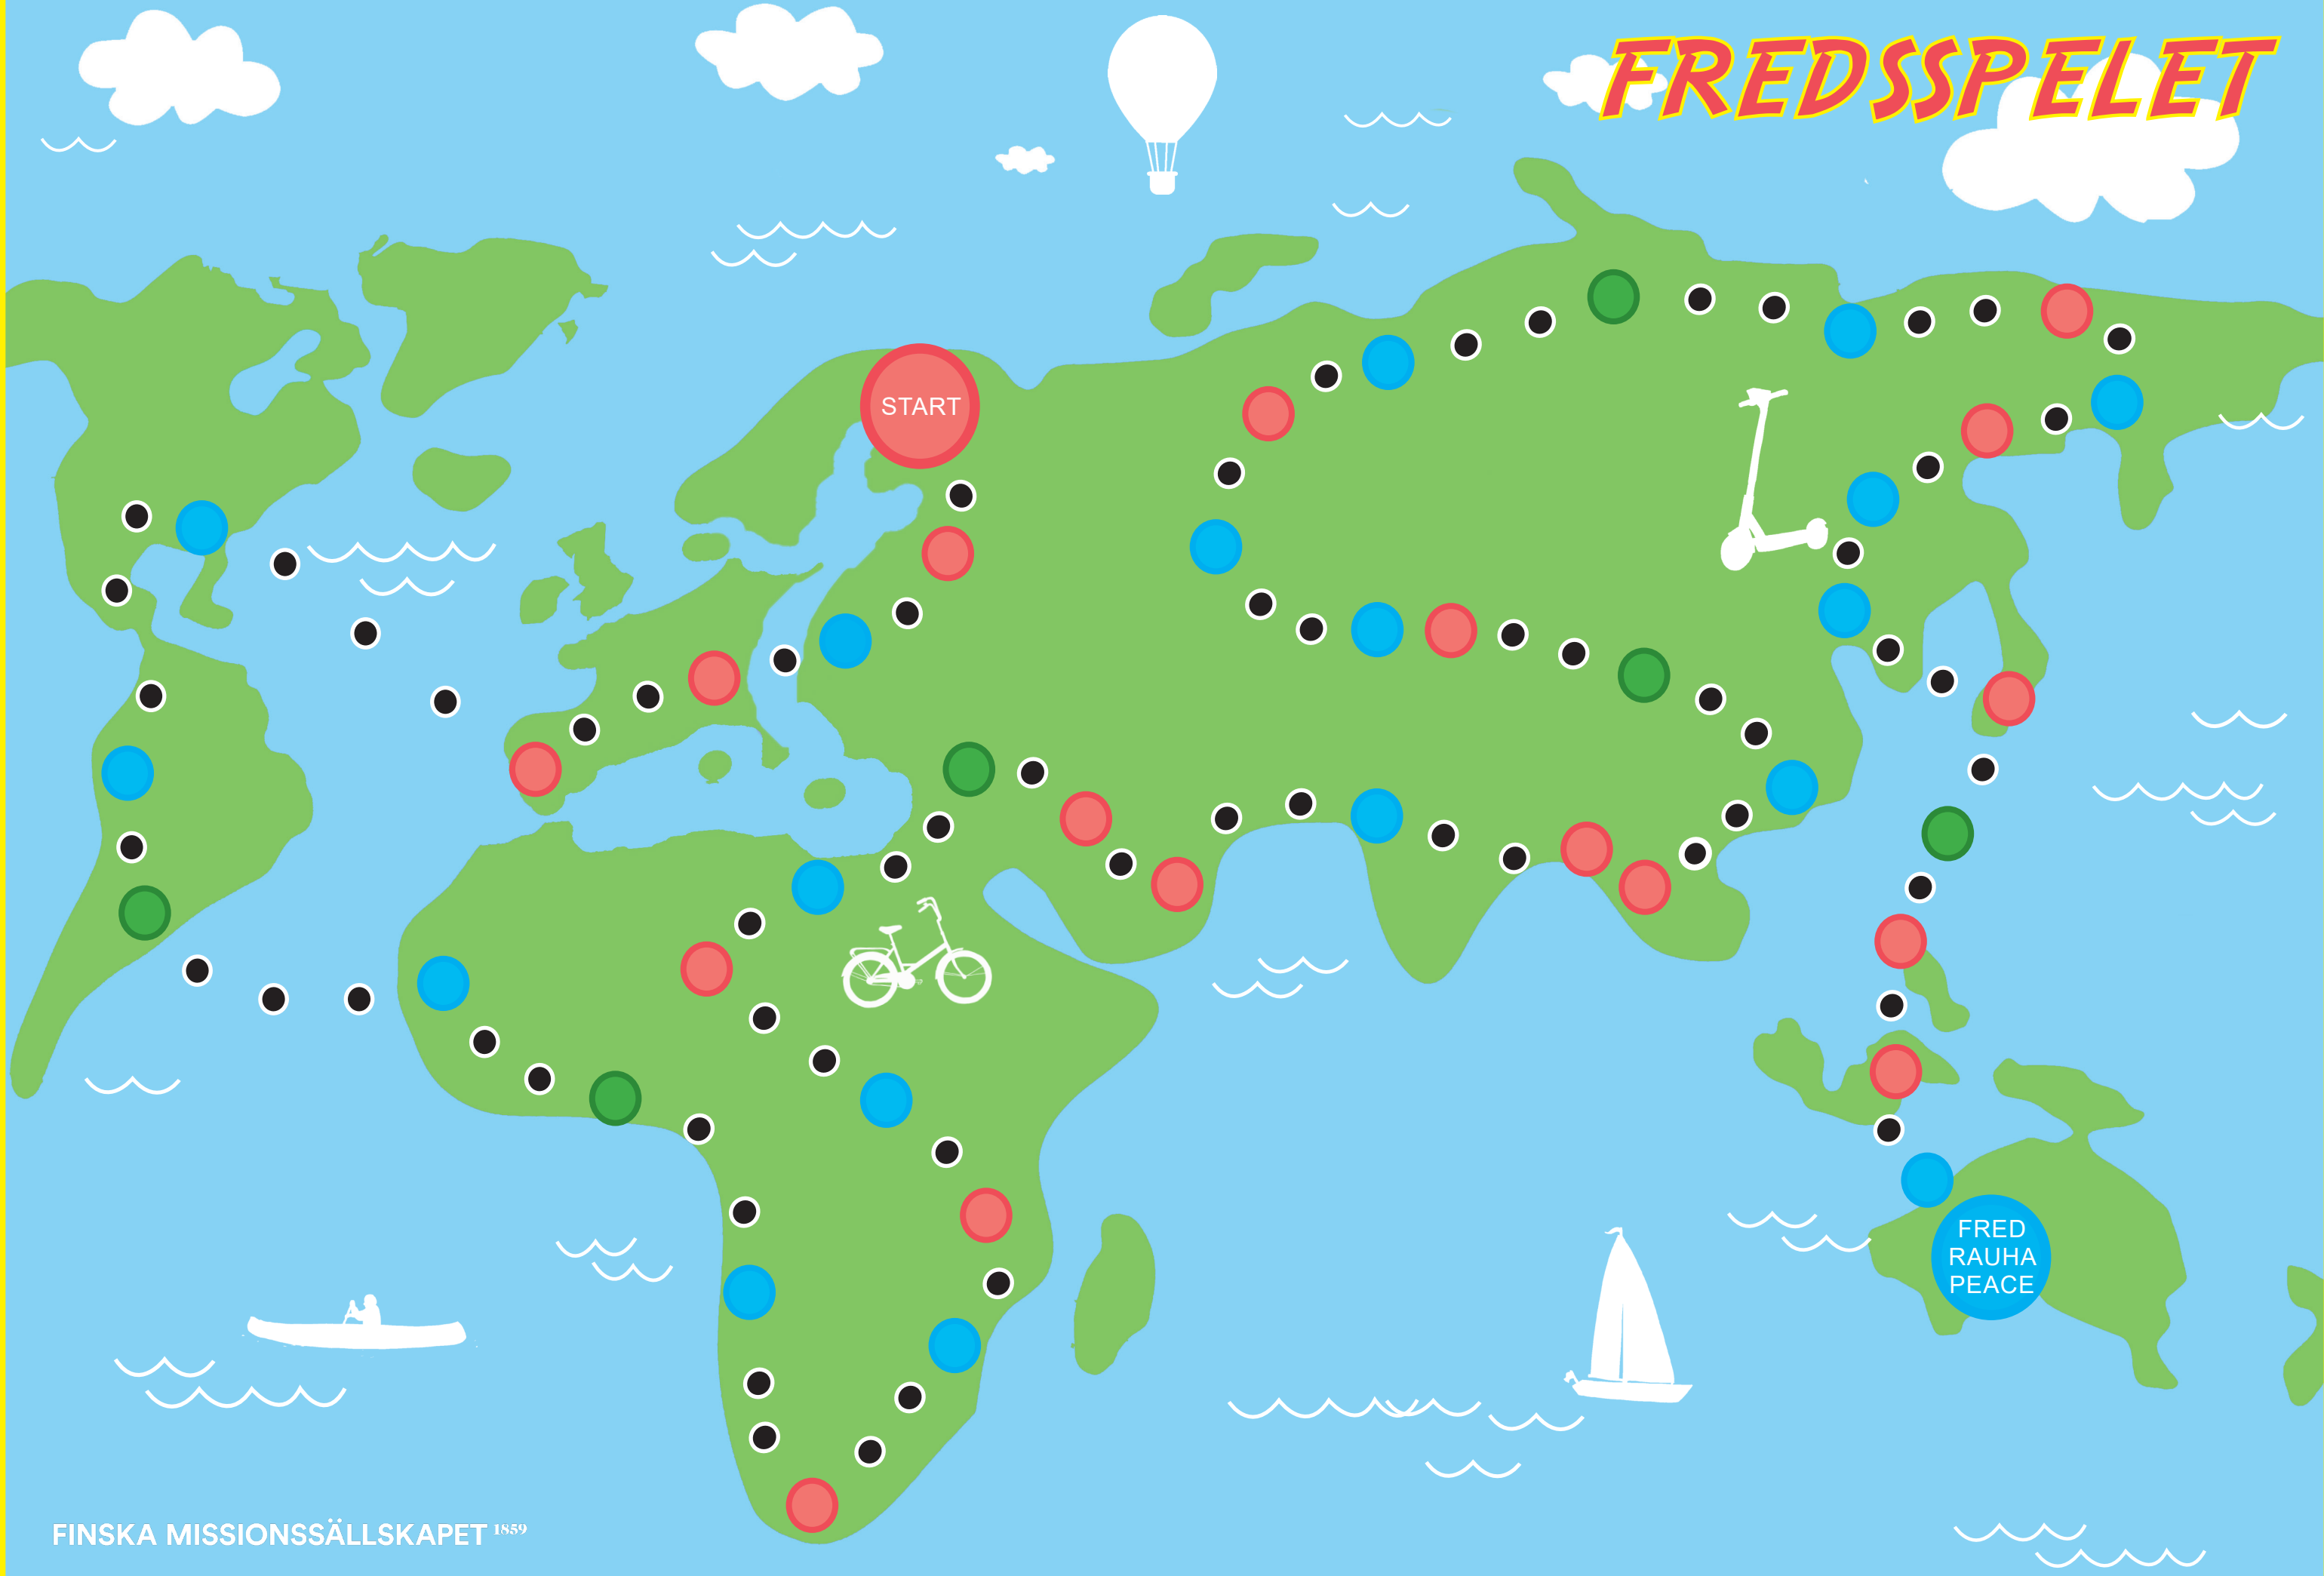 FREDSSPELET
START
FRED
RAUHA
PEACE
FINSKA MISSIONSSÄLLSKAPET 1859